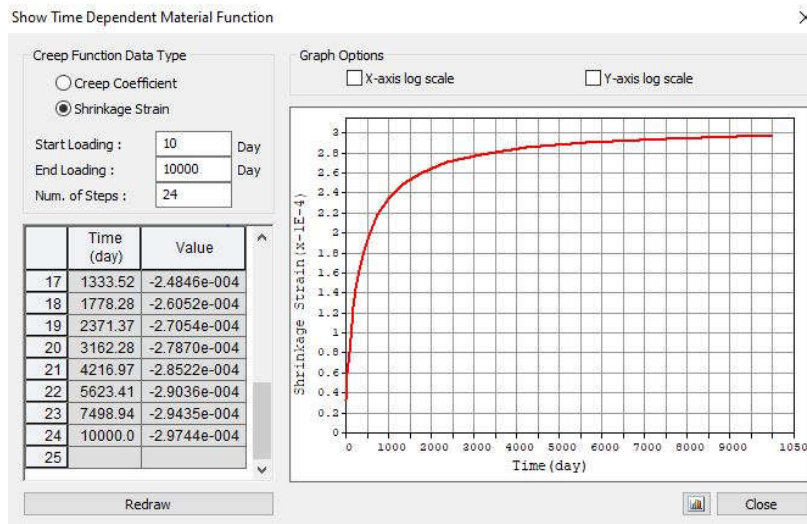 Show Time Dependent Material Function
Creep Function Data Type
Creep Coefficient
Shrinkage Strain
Start Loading : 10 Day
End Loading : 10000 Day
Num. of Steps : 24
Time (day) Value
17 1333.52 -2.4846e-004
18 1778.28 -2.6052e-004
19 2371.37 -2.7054e-004
20 3162.28 -2.7870e-004
21 4216.97 -2.8522e-004
22 5623.41 -2.9036e-004
23 7498.94 -2.9435e-004
24 10000.0 -2.9744e-004
25
Redraw
Graph Options
X-axis log scale Y-axis log scale
Shrinkage Strain(x-1E-4)
3
2.8
2.6
2.4
2.2
2
1.8
1.6
1.4
1.2
1
0.8
0.6
0.4
0.2
0
0 1000 2000 3000 4000 5000 6000 7000 8000 9000 1050
Time(day)
Close